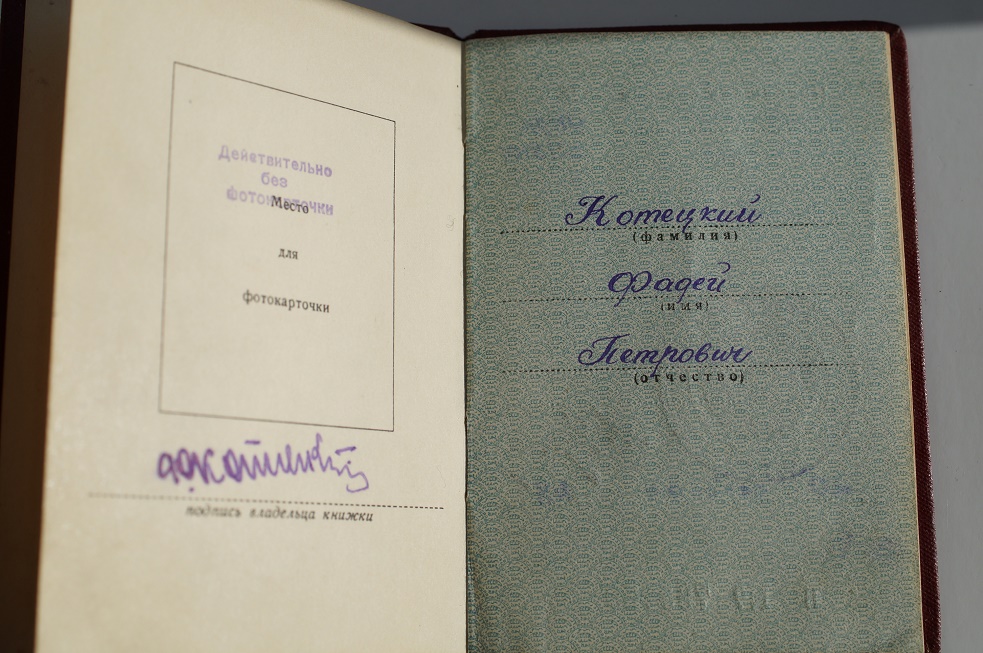 Действительно
без
фотокарточки
Место
для
фотокарточки
подпись владельца книжки
Котецкий
(фамилия)
Фадей
(имя)
Петрович
(отчество)